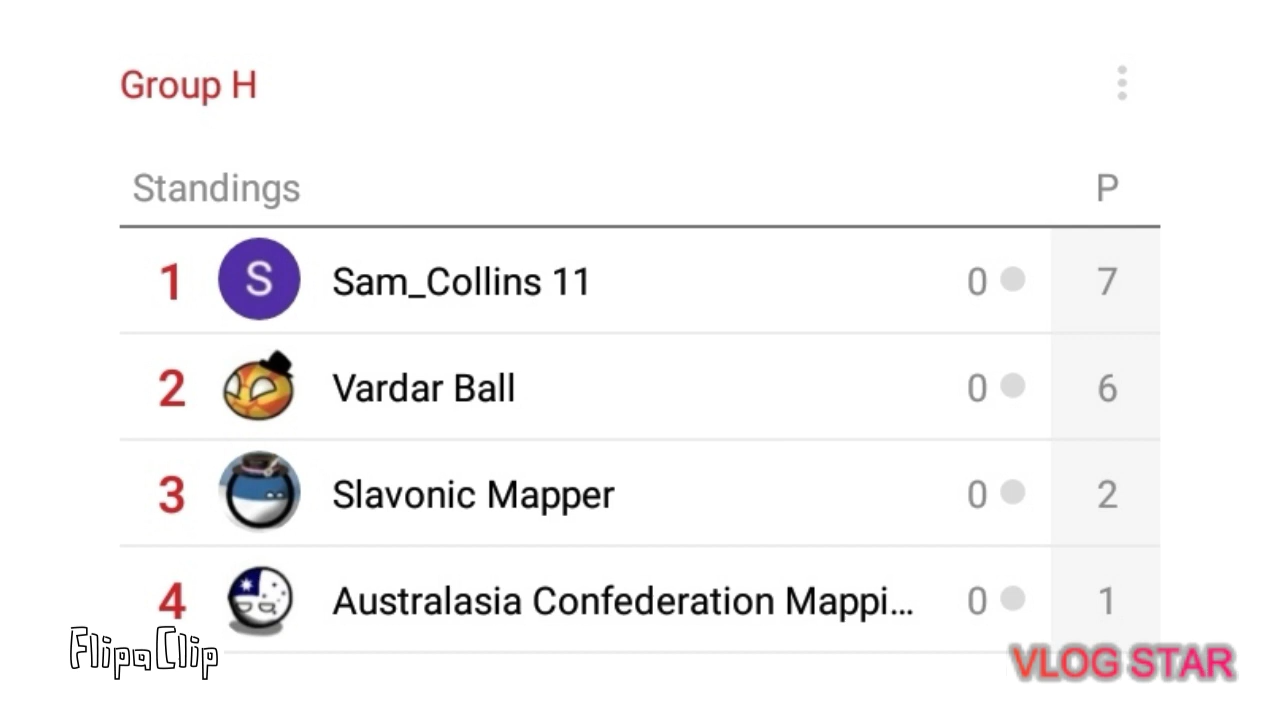 Group H
Standings P
1 S Sam_Collins 11 0 7
2 Vardar Ball 0 6
3 Slavonic Mapper 0 2
4 Australasia Confederation Mappi... 0 1
FlipaClip
VLOG STAR